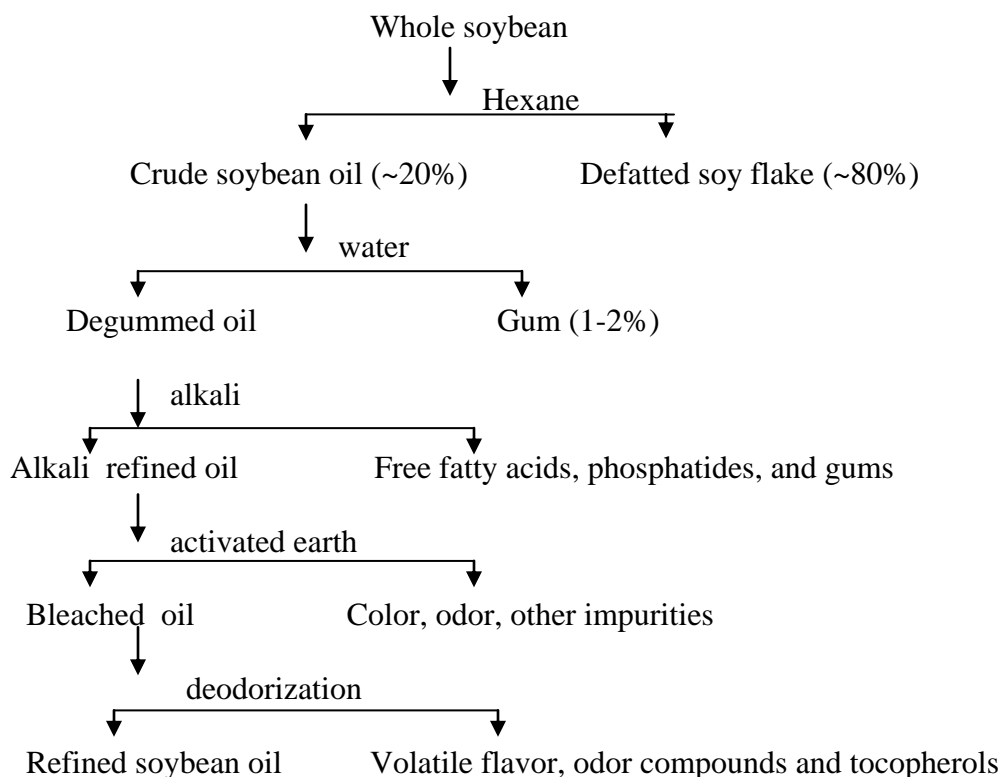 Whole soybean
Hexane
Crude soybean oil (~20%) Defatted soy flake (~80%)
water
Degummed oil Gum (1-2%)
alkali
Alkali refined oil Free fatty acids, phosphatides, and gums
activated earth
Bleached oil Color, odor, other impurities
deodorization
Refined soybean oil Volatile flavor, odor compounds and tocopherols